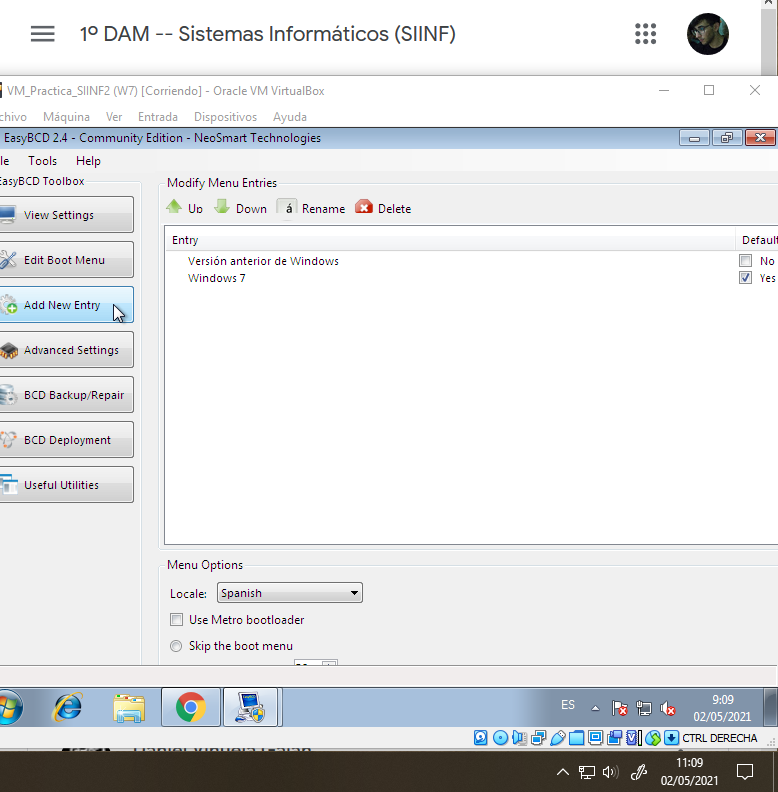 1º DAM -- Sistemas Informáticos (SIINF)
VM_Practica_SIINF2 (W7) [Corriendo] - Oracle VM VirtualBox
chivo Máquina Ver Entrada Dispositivos Ayuda
EasyBCD 2.4 - Community Edition - NeoSmart Technologies
le Tools Help
EasyBCD Toolbox
View Settings
Edit Boot Menu
Add New Entry
Advanced Settings
BCD Backup/Repair
BCD Deployment
Useful Utilities
Modify Menu Entries
Up Down á Rename Delete
Entry Default
Versión anterior de Windows No
Windows 7 Yes
Menu Options
Locale: Spanish
Use Metro bootloader
Skip the boot menu
ES
9:09
02/05/2021
CTRL DERECHA
11:09
02/05/2021